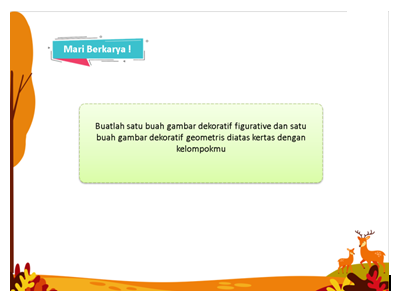 Mari Berkarya !
Buatlah satu buah gambar dekoratif figurative dan satu
buah gambar dekoratif geometris diatas kertas dengan
kelompokmu